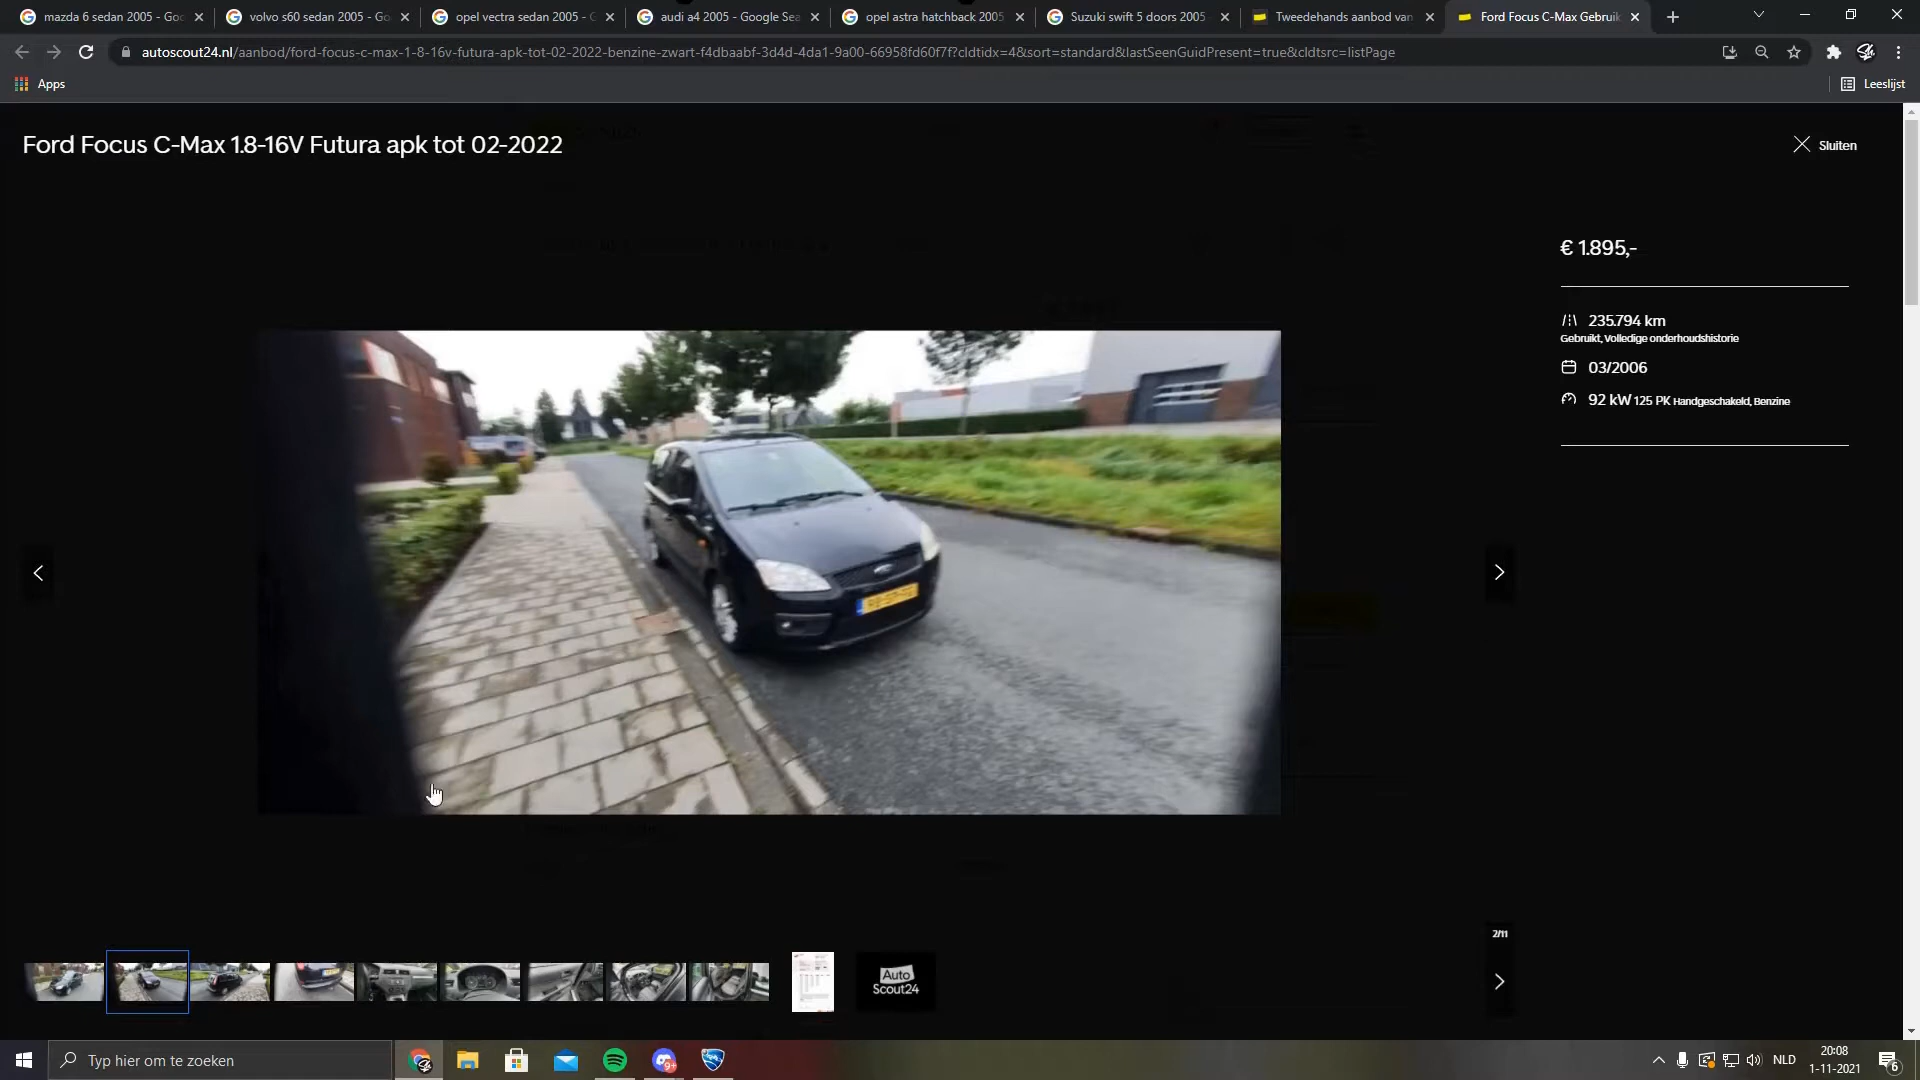 mazda 6 sedan 2005 - Goo
volvo s60 sedan 2005 - Go
opel vectra sedan 2005 - G
audi a4 2005 - Google Sea
opel astra hatchback 2005
Suzuki swift 5 doors 2005 -
Tweedehands aanbod van
Ford Focus C-Max Gebruik
autoscout24.nl/aanbod/ford-focus-c-max-1-8-16v-futura-apk-tot-02-2022-benzine-zwart-f4dbaabf-3d4d-4da1-9a00-66958fd60f7f?cldtidx=4&sort=standard&lastSeenGuidPresent=true&cldtsrc=listPage
Apps
Leeslijst
Ford Focus C-Max 1.8-16V Futura apk tot 02-2022
Sluiten
€ 1.895,-
235.794 km
Gebruikt, Volledige onderhoudshistorie
03/2006
92 kW 125 PK Handgeschakeld, Benzine
2/11
Auto
Scout24
Typ hier om te zoeken
9+
NLD
20:08
1-11-2021
6